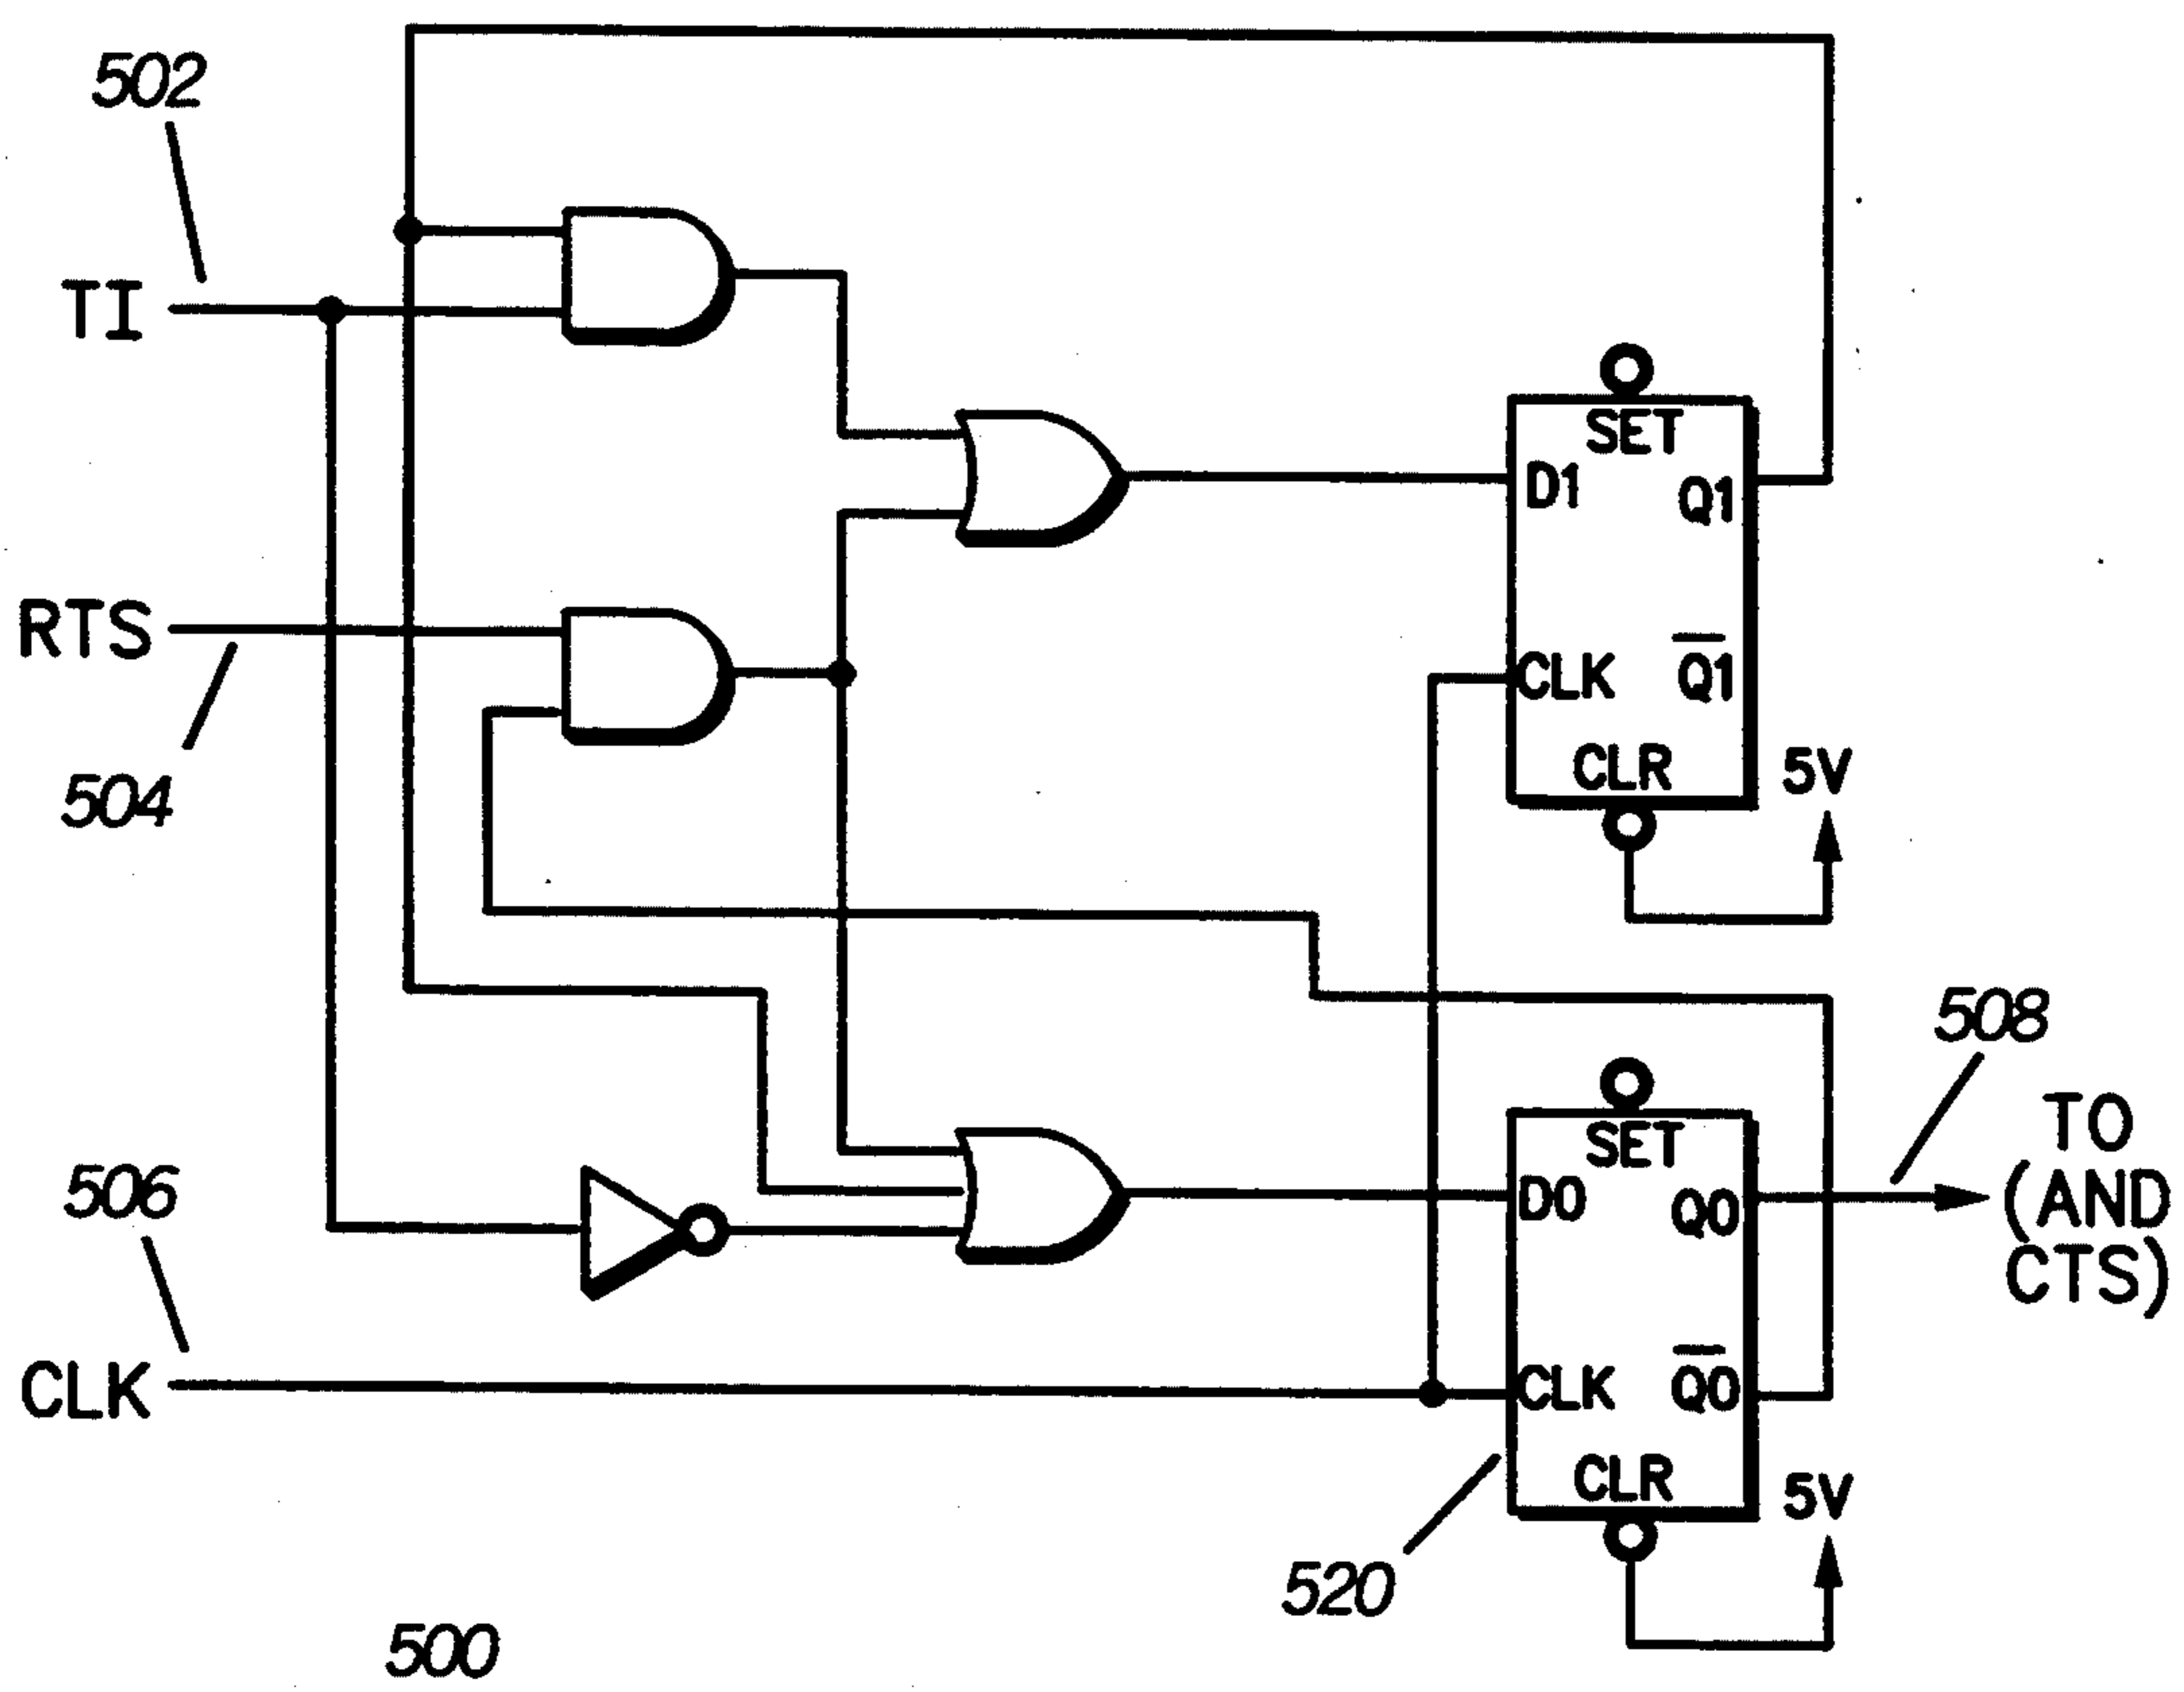 502
TI
RTS
504
506
CLK
500
SET
D1
Q1
CLK
Q1
CLR
5V
508
SET
D0
Q0
CLK
Q0
CLR
5V
520
TO
(AND
CTS)